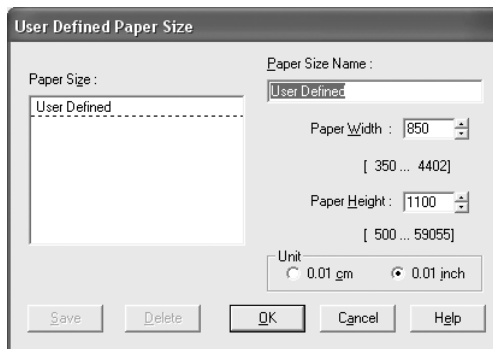 User Defined Paper Size
Paper Size :
User Defined
Paper Size Name :
User Defined
Paper Width : 850
[ 350 ... 4402]
Paper Height : 1100
[ 500 ... 59055]
Unit
0.01 cm 0.01 inch
Save Delete OK Cancel Help